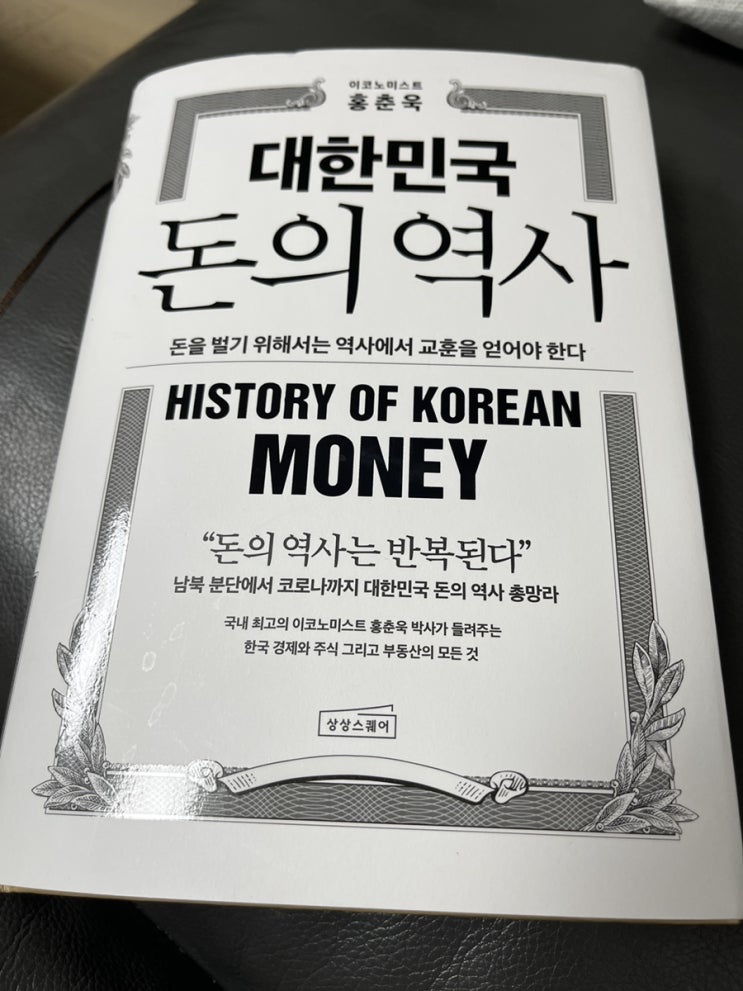 이코노미스트
홍춘욱
대한민국
돈의 역사
돈을 벌기 위해서는 역사에서 교훈을 얻어야 한다
HISTORY OF KOREAN
MONEY
“돈의 역사는 반복된다”
남북 분단에서 코로나까지 대한민국 돈의 역사 총망라
국내 최고의 이코노미스트 홍춘욱 박사가 들려주는
한국 경제와 주식 그리고 부동산의 모든 것
상상스퀘어